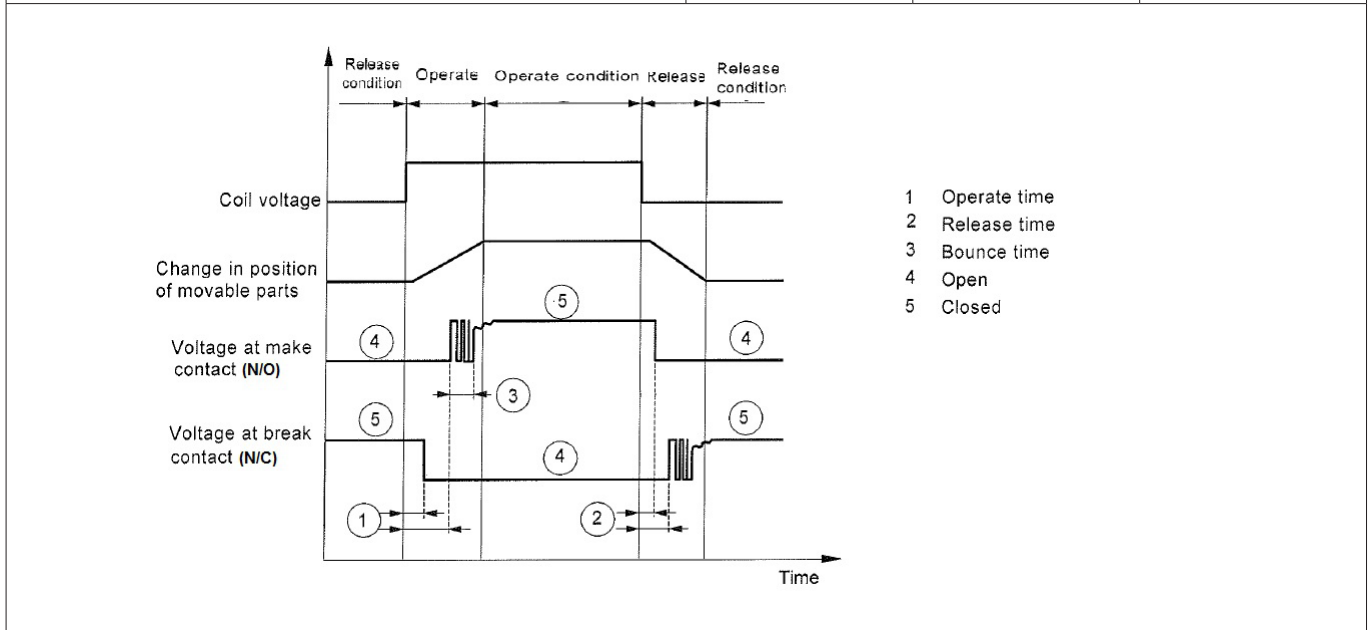 Release
condition
Operate
Operate condition
Release
Release
condition
Coil voltage
Change in position
of movable parts
5
4
4
Voltage at make
contact (N/O)
3
5
5
Voltage at break
contact (N/C)
4
1
2
Time
1 Operate time
2 Release time
3 Bounce time
4 Open
5 Closed